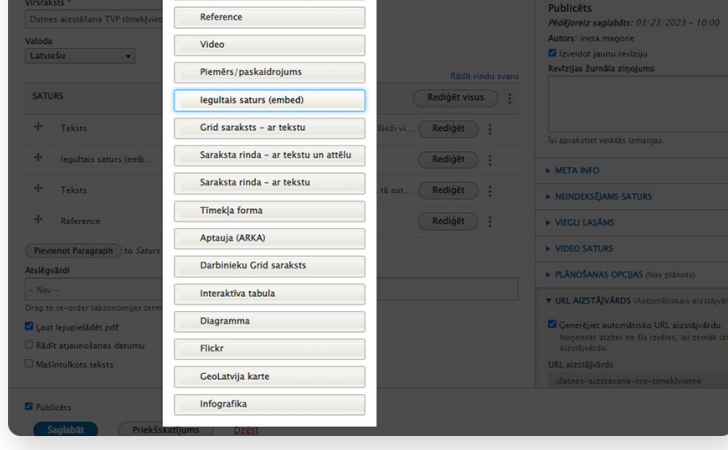 Virsraksts
Datnes aizstāšana TVP tīmekļviet
Valoda
Latviešu
Rādīt rindu svaru
SATURS
Rediģēt visus
Teksts
Rediģēt
Iegultais saturs (emb...
Rediģēt
Teksts
tā aut...
Rediģēt
Reference
Rediģēt
Pievienot Paragraph
to Saturs
Atslēgvārdi
- Nav -
Drag to re-order taksonomijas term
Ļaut lejupielādēt pdf
Rādīt atjaunošanas datumu
Mašīntulkots teksts
Publicēts
Saglabāt
Priekšskatījums
Dzēst
Reference
Video
Piemērs/paskaidrojums
Iegultais saturs (embed)
Grid saraksts - ar tekstu
Saraksta rinda - ar tekstu un attēlu
Saraksta rinda - ar tekstu
Tīmekļa forma
Aptauja (ARKA)
Darbinieku Grid saraksts
Interaktīva tabula
Diagramma
Flickr
GeoLatvija karte
Infografika
Publicēts
Pēdējoreiz saglabāts: 03/23/2023 - 10:00
Autors: ineta.magone
Izveidot jaunu revīziju
Revīzijas žurnāla ziņojums
Īsi aprakstiet veiktās izmaiņas.
META INFO
NEINDEKSĒJAMS SATURS
VIEGLI LASĀMS
VIDEO SATURS
PLĀNOŠANAS OPCIJAS (Nav plānots)
URL AIZSTĀJVĀRDS (Automātiskais aizstājvār
Ģenerējiet automātisko URL aizstājvārdu
Noņemiet atzīmi no šīs izvēles, lai zemāk iz
aizstājvārdu.
URL aizstājvārds
/datnes-aizstasana-tvp-timeklvietne